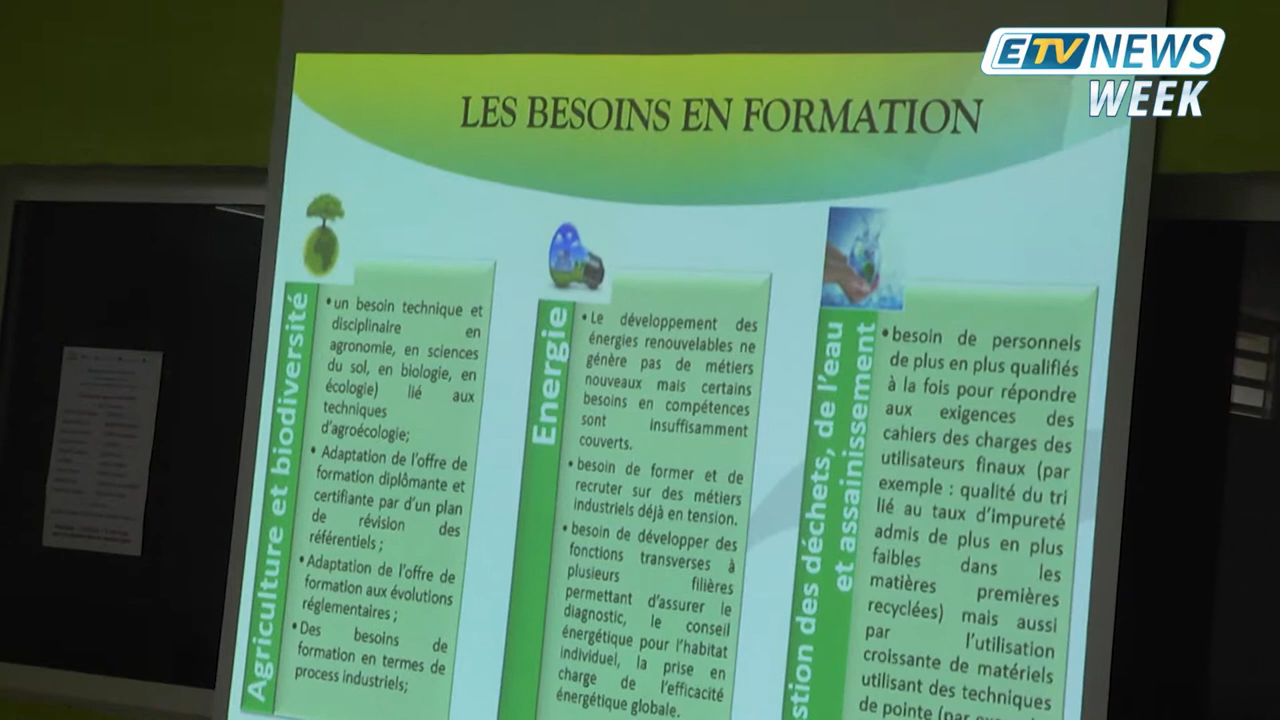 ETV NEWS
WEEK
LES BESOINS EN FORMATION
Agriculture et biodiversité
•un besoin technique et
disciplinaire en
agronomie, en sciences
du sol, en biologie, en
écologie) lié aux
techniques
d'agroécologie;
• Adaptation de l'offre de
formation diplômante et
certifiante par d'un plan
de révision des
référentiels ;
•Adaptation de l'offre de
formation aux évolutions
réglementaires ;
•Des besoins de
formation en termes de
process industriels;
Energie
•Le développement des
énergies renouvelables ne
génère pas de métiers
nouveaux mais certains
besoins en compétences
sont insuffisamment
couverts.
•besoin de former et de
recruter sur des métiers
industriels déjà en tension.
•besoin de développer des
fonctions transverses à
plusieurs filières
permettant d'assurer le
diagnostic, le conseil
énergétique pour l'habitat
individuel, la prise en
charge de l'efficacité
énergétique globale.
stion des déchets, de l'eau
et assainissement
•besoin de personnels
de plus en plus qualifiés
à la fois pour répondre
aux exigences des
cahiers des charges des
utilisateurs finaux (par
exemple : qualité du tri
lié au taux d'impureté
admis de plus en plus
faibles dans les
matières premières
recyclées) mais aussi
par l'utilisation
croissante de matériels
utilisant des techniques
de pointe (par